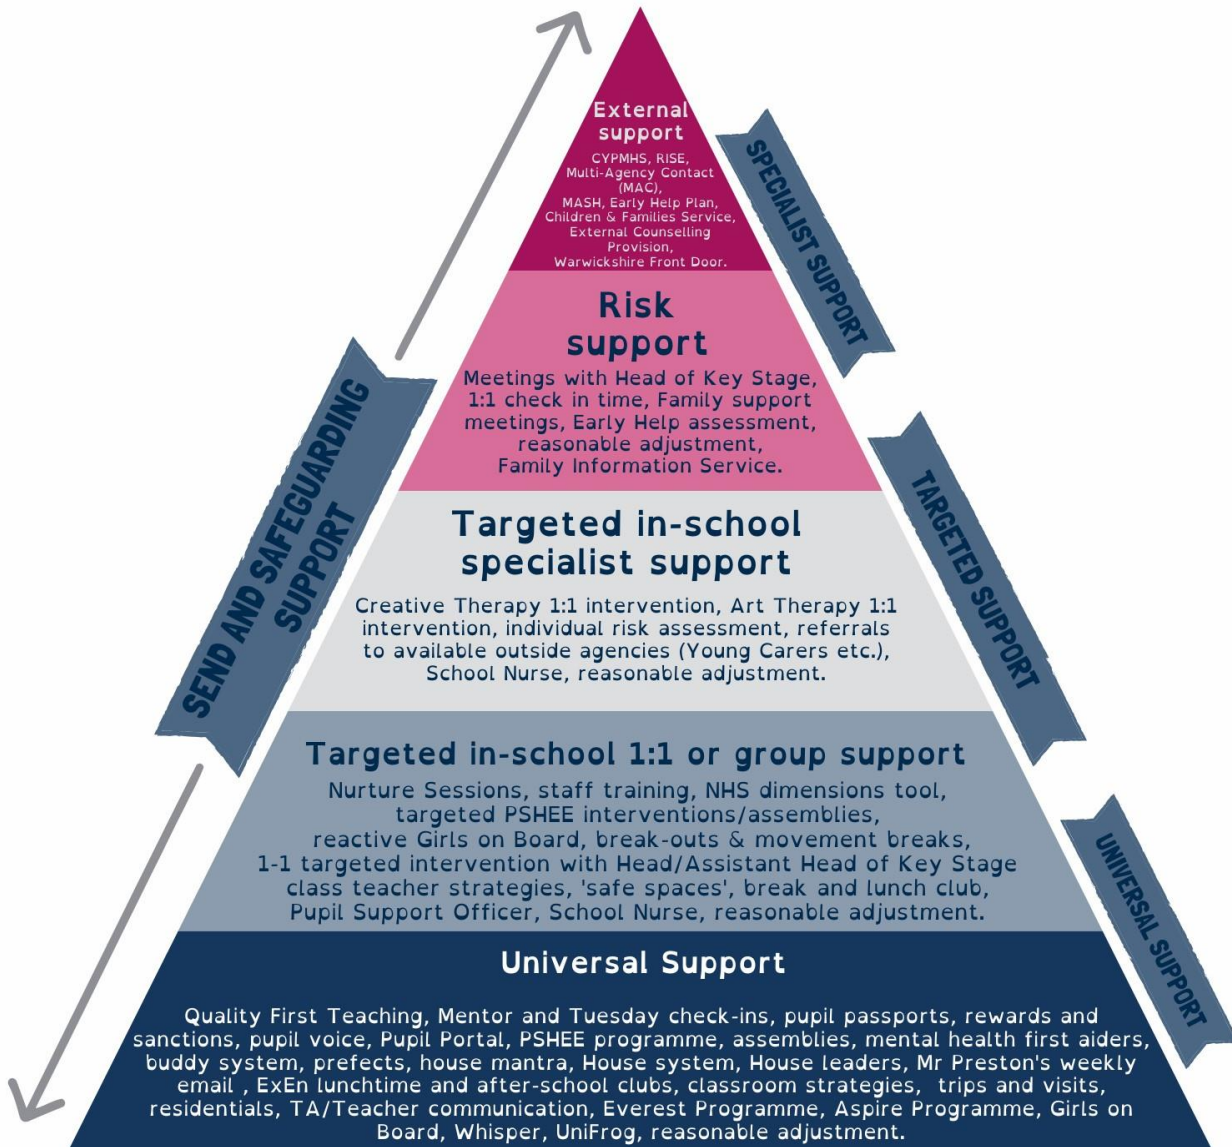 External
support
CYPMHS, RISE,
Multi-Agency Contact
(MAC),
MASH, Early Help Plan,
Children & Families Service,
External Counselling
Provision,
Warwickshire Front Door.
SPECIALIST SUPPORT
Risk
support
Meetings with Head of Key Stage,
1:1 check in time, Family support
meetings, Early Help assessment,
reasonable adjustment,
Family Information Service.
SEND AND SAFEGUARDING
SUPPORT
TARGETED SUPPORT
Targeted in-school
specialist support
Creative Therapy 1:1 intervention, Art Therapy 1:1
intervention, individual risk assessment, referrals
to available outside agencies (Young Carers etc.),
School Nurse, reasonable adjustment.
Targeted in-school 1:1 or group support
Nurture Sessions, staff training, NHS dimensions tool,
targeted PSHEE interventions/assemblies,
reactive Girls on Board, break-outs & movement breaks,
1-1 targeted intervention with Head/Assistant Head of Key Stage
class teacher strategies, 'safe spaces', break and lunch club,
Pupil Support Officer, School Nurse, reasonable adjustment.
UNIVERSAL SUPPORT
Universal Support
Quality First Teaching, Mentor and Tuesday check-ins, pupil passports, rewards and
sanctions, pupil voice, Pupil Portal, PSHEE programme, assemblies, mental health first aiders,
buddy system, prefects, house mantra, House system, House leaders, Mr Preston's weekly
email , ExEn lunchtime and after-school clubs, classroom strategies,  trips and visits,
residentials, TA/Teacher communication, Everest Programme, Aspire Programme, Girls on
Board, Whisper, UniFrog, reasonable adjustment.